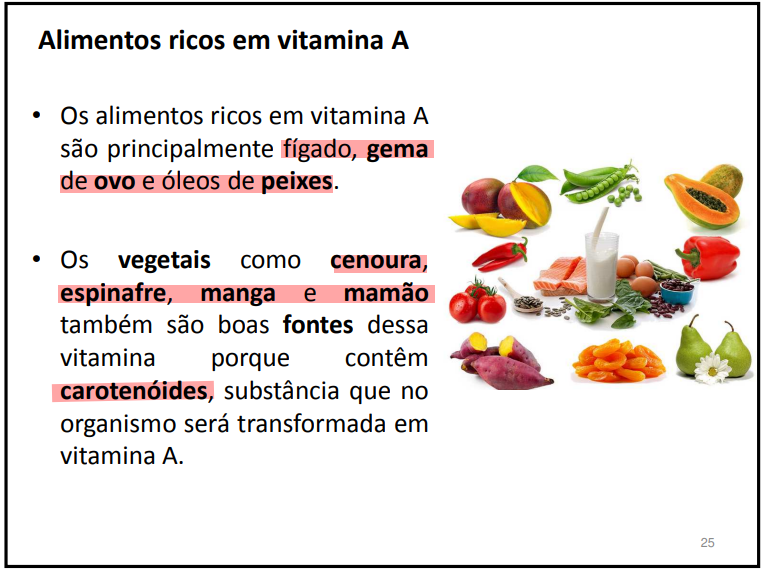 Alimentos ricos em vitamina A
• Os alimentos ricos em vitamina A
são principalmente fígado, gema
de ovo e óleos de peixes.
• Os vegetais como cenoura,
espinafre, manga e mamão
também são boas fontes dessa
vitamina porque contêm
carotenóides, substância que no
organismo será transformada em
vitamina A.
25